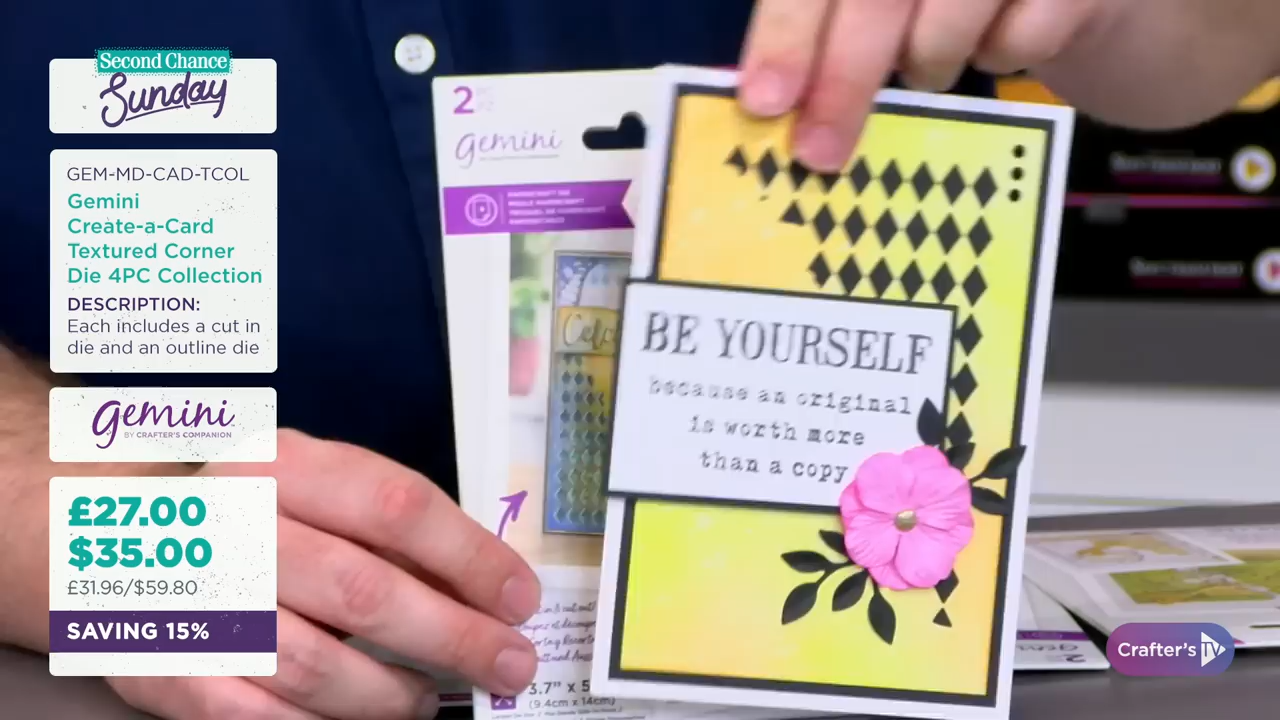 Second Chance
Sunday
GEM-MD-CAD-TCOL
Gemini
Create-a-Card
Textured Corner
Die 4PC Collection
DESCRIPTION:
Each includes a cut in
die and an outline die
gemini
BY CRAFTER'S COMPANION
£27.00
$35.00
£31.96/$59.80
SAVING 15%
2
gemini
BE YOURSELF
because an original
is worth more
than a copy
3.7" x 5
(9.4cm x 14cm)
Crafter's TV